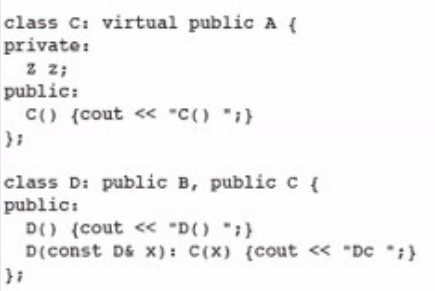 class C: virtual public A {
private:
  Z z;
public:
  C() {cout << "C() ";}
};

class D: public B, public C {
public:
  D() {cout << "D() ";}
  D(const D& x): C(x) {cout << "Dc ";}
};